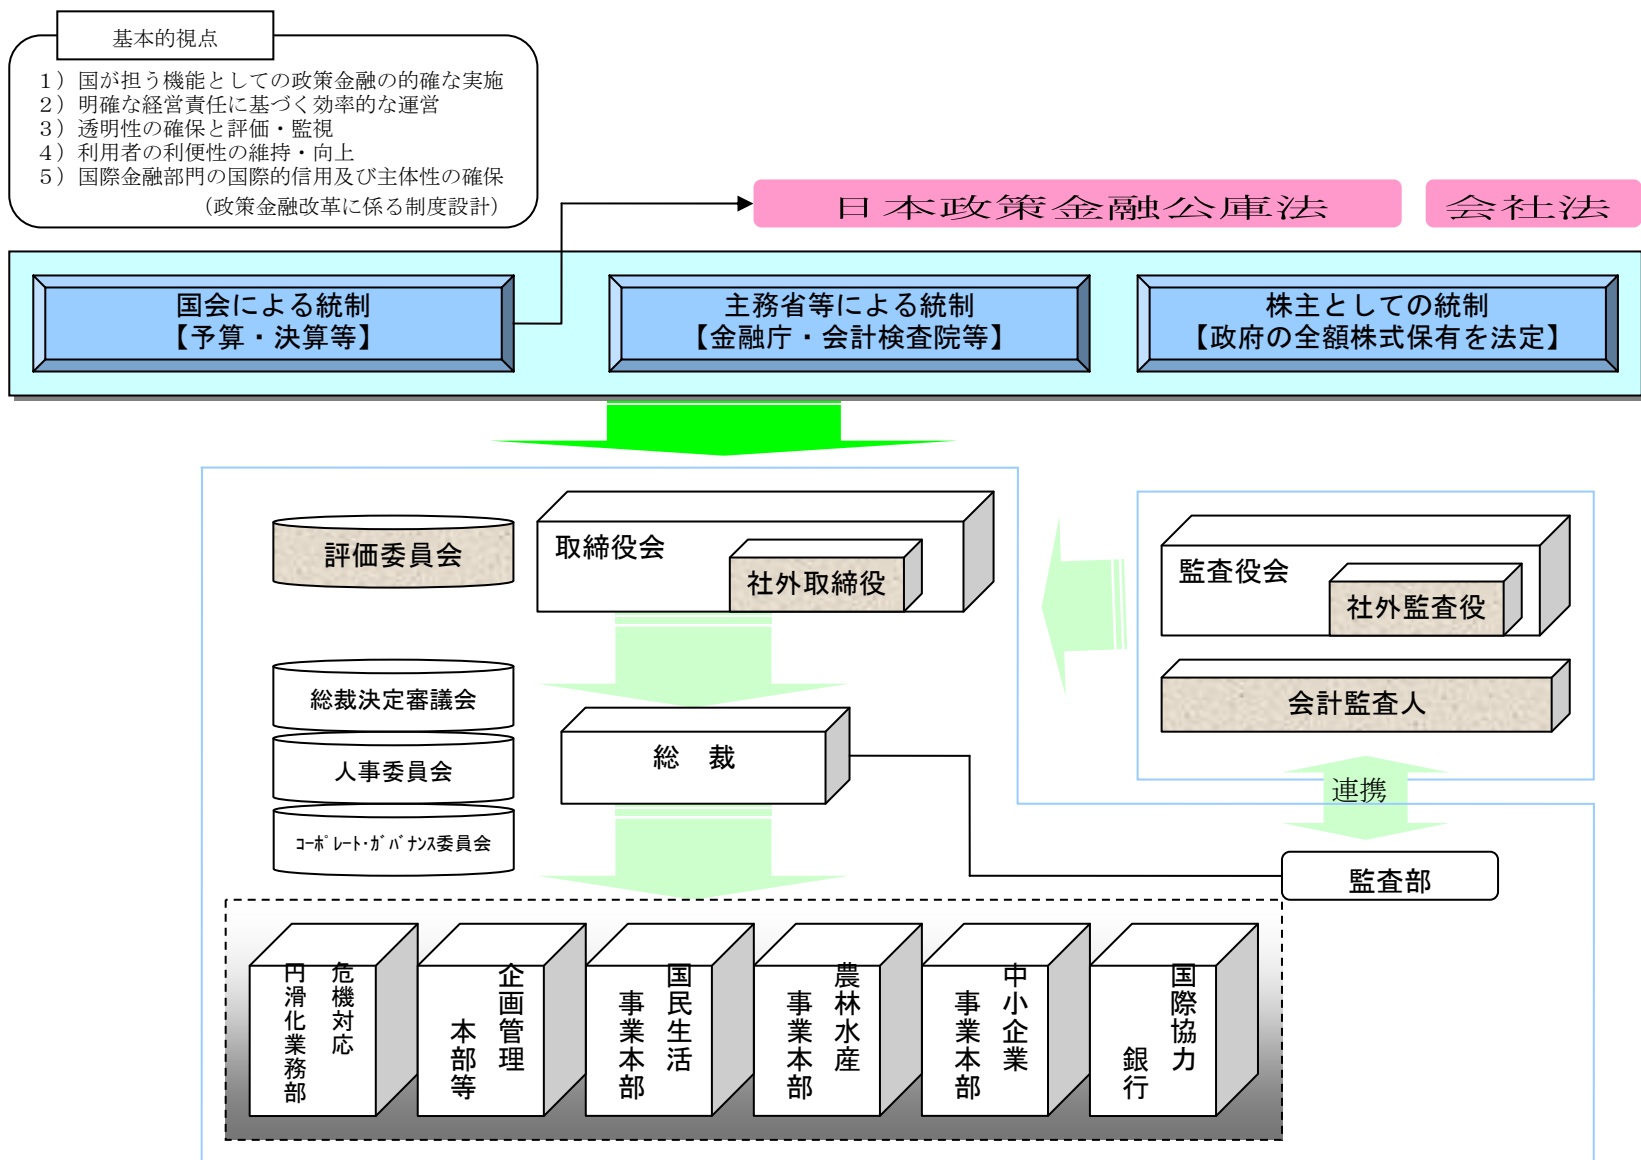 基本的視点
1）国が担う機能としての政策金融の的確な実施
2）明確な経営責任に基づく効率的な運営
3）透明性の確保と評価・監視
4）利用者の利便性の維持・向上
5）国際金融部門の国際的信用及び主体性の確保
（政策金融改革に係る制度設計）
日本政策金融公庫法
会社法
国会による統制
【予算・決算等】
主務省等による統制
【金融庁・会計検査院等】
株主としての統制
【政府の全額株式保有を法定】
評価委員会
取締役会
社外取締役
監査役会
社外監査役
会計監査人
総裁決定審議会
人事委員会
ｺｰﾎﾟﾚｰﾄ・ｶﾞﾊﾞﾅﾝｽ委員会
総　裁
連携
監査部
危機対応
円滑化業務部
企画管理
本部等
国民生活
事業本部
農林水産
事業本部
中小企業
事業本部
国際協力
銀行